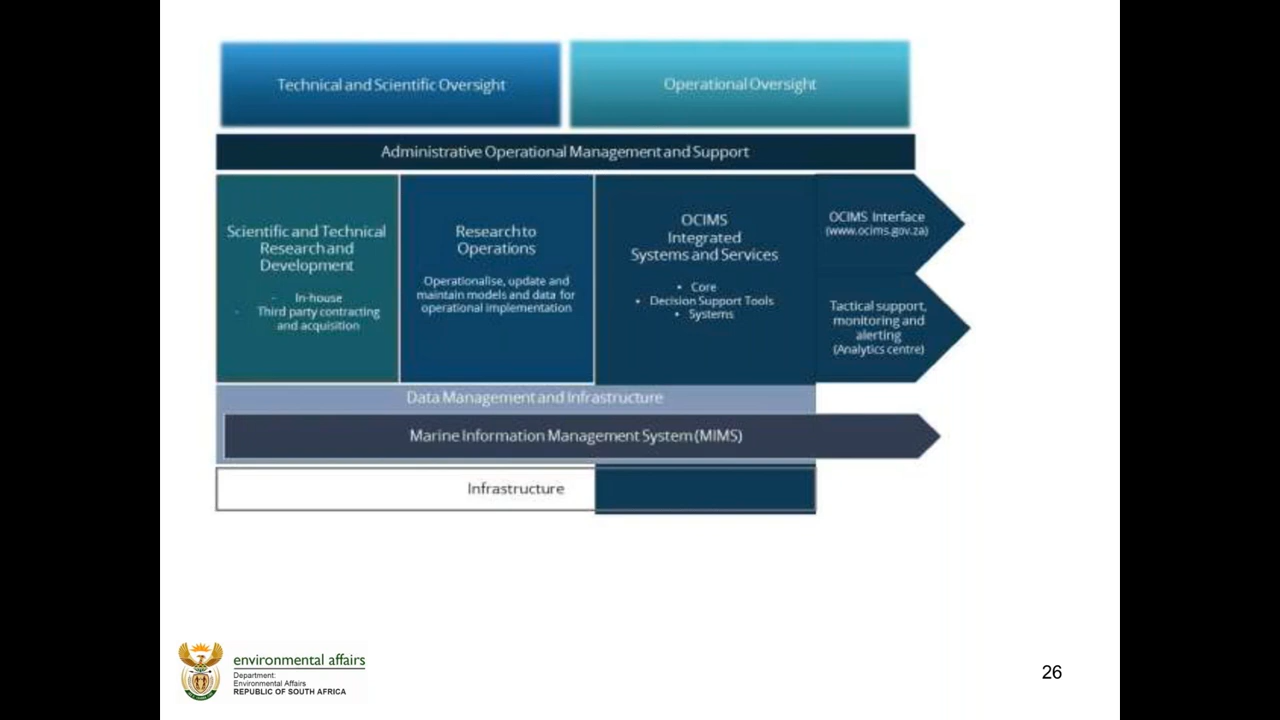 Technical and Scientific Oversight
Operational Oversight
Administrative Operational Management and Support
Scientific and Technical
Research and
Development
- In-house
- Third party contracting
and acquisition
Research to
Operations
Operationalise, update and
maintain models and data for
operational implementation
OCIMS
Integrated
Systems and Services
• Core
• Decision Support Tools
• Systems
OCIMS Interface
(www.ocims.gov.za)
Tactical support,
monitoring and
alerting
(Analytics centre)
Data Management and Infrastructure
Marine Information Management System (MIMS)
Infrastructure
environmental affairs
Department:
Environmental Affairs
REPUBLIC OF SOUTH AFRICA
26